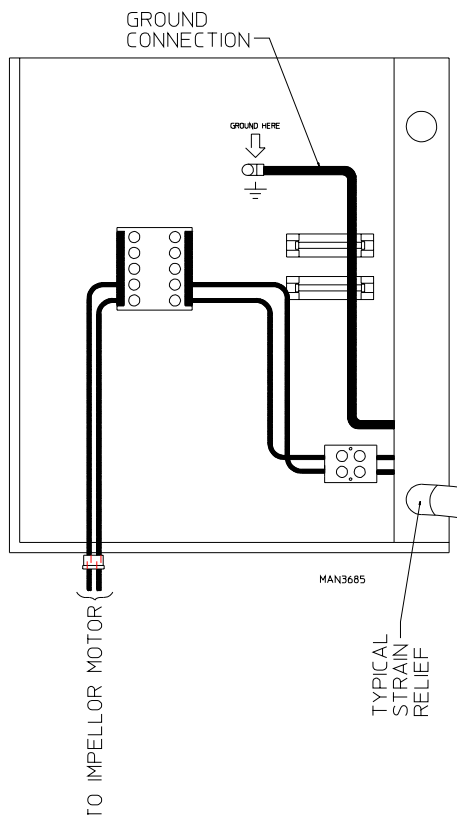 GROUND
CONNECTION
GROUND HERE
MAN3685
TO IMPELLOR MOTOR
TYPICAL
STRAIN
RELIEF